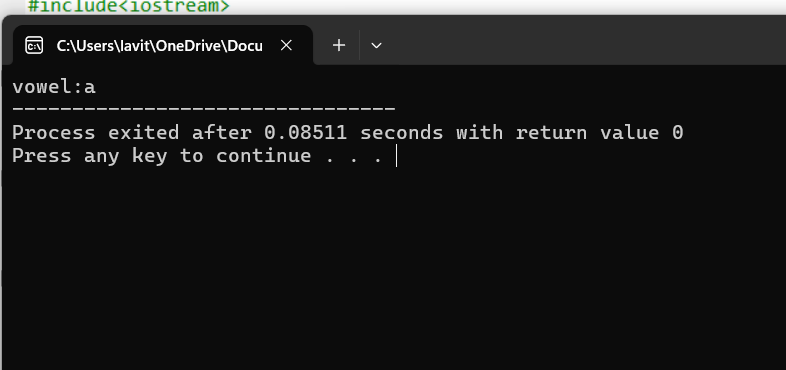 #include<iostream>
C:\Users\lavit\OneDrive\Docu
vowel:a
--------------------------------
Process exited after 0.08511 seconds with return value 0
Press any key to continue . . .